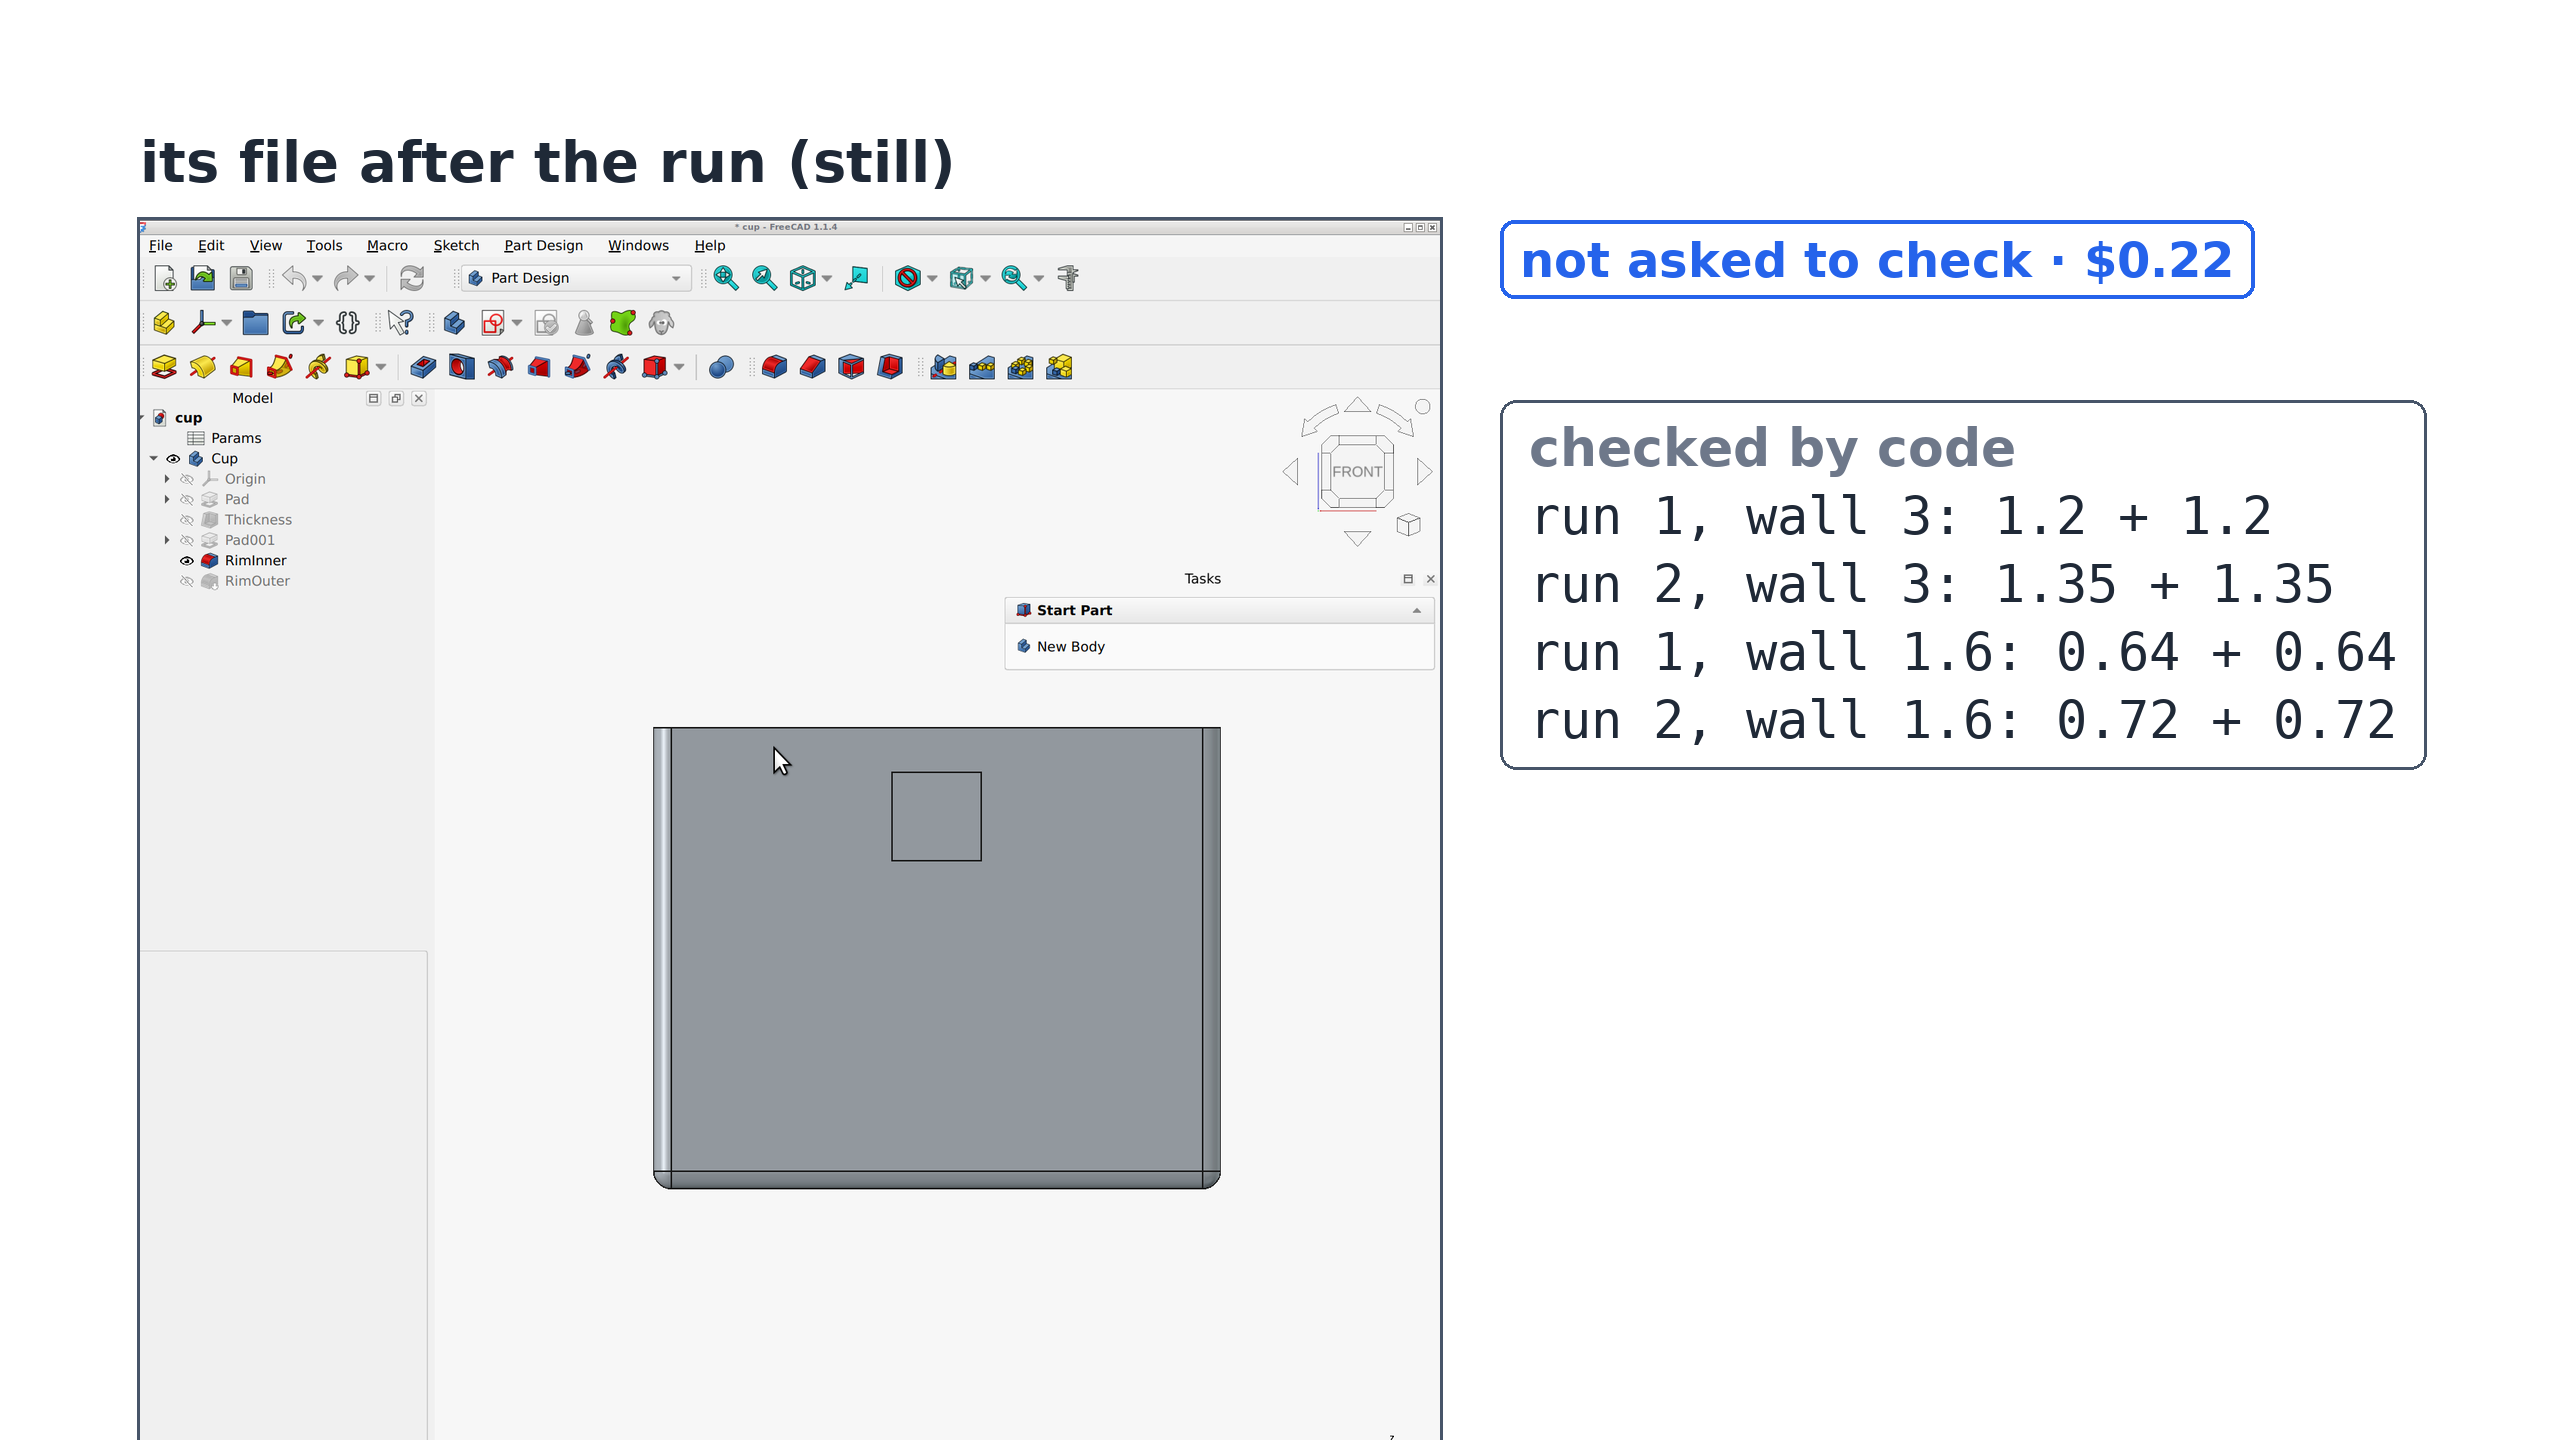 its file after the run (still)
* cup - FreeCAD 1.1.4
File Edit View Tools Macro Sketch Part Design Windows Help
Part Design
Model
cup
Params
Cup
Origin
Pad
Thickness
Pad001
RimInner
RimOuter
FRONT
Tasks
Start Part
New Body
z
not asked to check · $0.22
checked by code
run 1, wall 3: 1.2 + 1.2
run 2, wall 3: 1.35 + 1.35
run 1, wall 1.6: 0.64 + 0.64
run 2, wall 1.6: 0.72 + 0.72